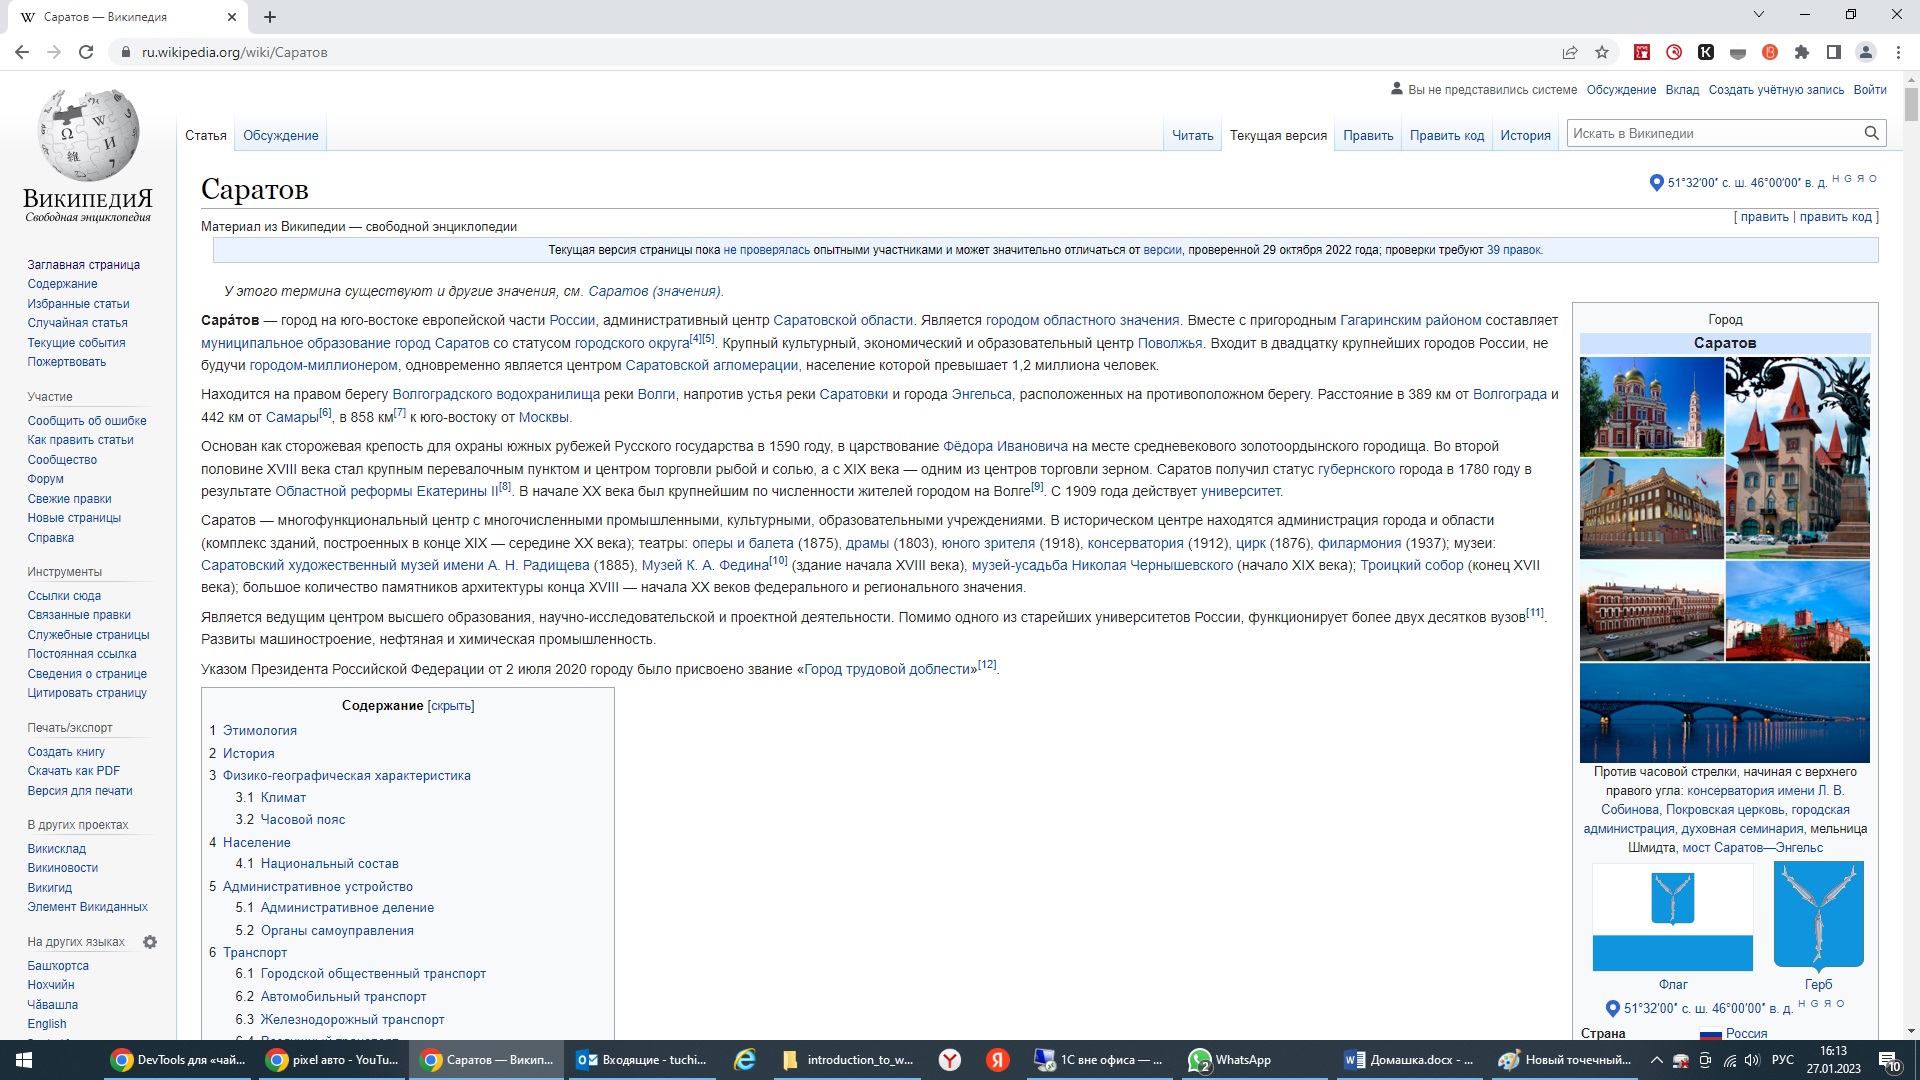 Саратов — Википедия
ru.wikipedia.org/wiki/Саратов
Вы не представились системе Обсуждение Вклад Создать учётную запись Войти
Статья Обсуждение Читать Текущая версия Править Править код История Искать в Википедии
ВикипедиЯ
Свободная энциклопедия
Заглавная страница
Содержание
Избранные статьи
Случайная статья
Текущие события
Пожертвовать
Участие
Сообщить об ошибке
Как править статьи
Сообщество
Форум
Свежие правки
Новые страницы
Справка
Инструменты
Ссылки сюда
Связанные правки
Служебные страницы
Постоянная ссылка
Сведения о странице
Цитировать страницу
Печать/экспорт
Создать книгу
Скачать как PDF
Версия для печати
В других проектах
Викисклад
Викиновости
Викигид
Элемент Викиданных
На других языках
Башҡортса
Нохчийн
Чӑвашла
English
Саратов
51°32′00″ с. ш. 46°00′00″ в. д. H G Я O
[ править | править код ]
Материал из Википедии — свободной энциклопедии
Текущая версия страницы пока не проверялась опытными участниками и может значительно отличаться от версии, проверенной 29 октября 2022 года; проверки требуют 39 правок.
У этого термина существуют и другие значения, см. Саратов (значения).
Сара́тов — город на юго-востоке европейской части России, административный центр Саратовской области. Является городом областного значения. Вместе с пригородным Гагаринским районом составляет
муниципальное образование город Саратов со статусом городского округа[4][5]. Крупный культурный, экономический и образовательный центр Поволжья. Входит в двадцатку крупнейших городов России, не
будучи городом-миллионером, одновременно является центром Саратовской агломерации, население которой превышает 1,2 миллиона человек.
Находится на правом берегу Волгоградского водохранилища реки Волги, напротив устья реки Саратовки и города Энгельса, расположенных на противоположном берегу. Расстояние в 389 км от Волгограда и
442 км от Самары[6], в 858 км[7] к юго-востоку от Москвы.
Основан как сторожевая крепость для охраны южных рубежей Русского государства в 1590 году, в царствование Фёдора Ивановича на месте средневекового золотоордынского городища. Во второй
половине XVIII века стал крупным перевалочным пунктом и центром торговли рыбой и солью, а с XIX века — одним из центров торговли зерном. Саратов получил статус губернского города в 1780 году в
результате Областной реформы Екатерины II[8]. В начале XX века был крупнейшим по численности жителей городом на Волге[9]. С 1909 года действует университет.
Саратов — многофункциональный центр с многочисленными промышленными, культурными, образовательными учреждениями. В историческом центре находятся администрация города и области
(комплекс зданий, построенных в конце XIX — середине XX века); театры: оперы и балета (1875), драмы (1803), юного зрителя (1918), консерватория (1912), цирк (1876), филармония (1937); музеи:
Саратовский художественный музей имени А. Н. Радищева (1885), Музей К. А. Федина[10] (здание начала XVIII века), музей-усадьба Николая Чернышевского (начало XIX века); Троицкий собор (конец XVII
века); большое количество памятников архитектуры конца XVIII — начала XX веков федерального и регионального значения.
Является ведущим центром высшего образования, научно-исследовательской и проектной деятельности. Помимо одного из старейших университетов России, функционирует более двух десятков вузов[11].
Развиты машиностроение, нефтяная и химическая промышленность.
Указом Президента Российской Федерации от 2 июля 2020 городу было присвоено звание «Город трудовой доблести»[12].
Содержание [скрыть]
1 Этимология
2 История
3 Физико-географическая характеристика
3.1 Климат
3.2 Часовой пояс
4 Население
4.1 Национальный состав
5 Административное устройство
5.1 Административное деление
5.2 Органы самоуправления
6 Транспорт
6.1 Городской общественный транспорт
6.2 Автомобильный транспорт
6.3 Железнодорожный транспорт
Город
Саратов
Против часовой стрелки, начиная с верхнего
правого угла: консерватория имени Л. В.
Собинова, Покровская церковь, городская
администрация, духовная семинария, мельница
Шмидта, мост Саратов—Энгельс
Флаг Герб
51°32′00″ с. ш. 46°00′00″ в. д. H G Я O
Страна Россия
DevTools для «чай... pixel авто - YouTu... Саратов — Викип... Входящие - tuchi... introduction_to_w... 1С вне офиса — ... WhatsApp Домашка.docx - ... Новый точечный... РУС 16:13
27.01.2023 10